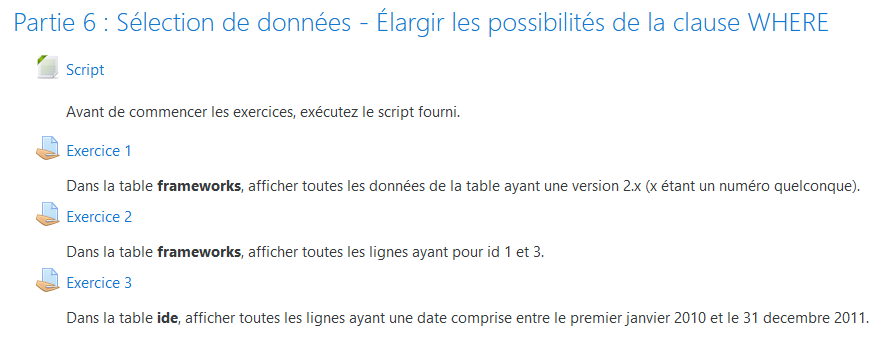 Partie 6 : Sélection de données - Élargir les possibilités de la clause WHERE
Script
Avant de commencer les exercices, exécutez le script fourni.
Exercice 1
Dans la table frameworks, afficher toutes les données de la table ayant une version 2.x (x étant un numéro quelconque).
Exercice 2
Dans la table frameworks, afficher toutes les lignes ayant pour id 1 et 3.
Exercice 3
Dans la table ide, afficher toutes les lignes ayant une date comprise entre le premier janvier 2010 et le 31 decembre 2011.